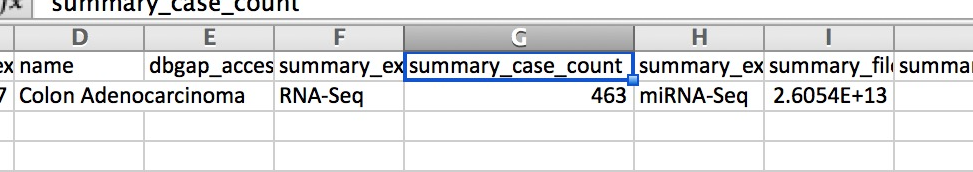 summary_case_count
D E F G H I
ex name dbgap_acces summary_ex summary_case_count summary_ex summary_fil summar
7 Colon Adenocarcinoma RNA-Seq 463 miRNA-Seq 2.6054E+13